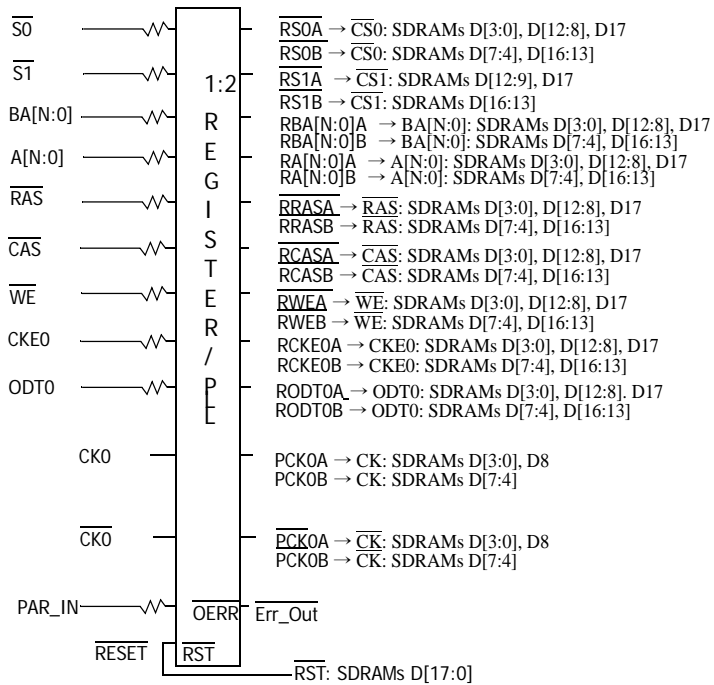 S̅0̅
RS0A → CS0: SDRAMs D[3:0], D[12:8], D17
RS0B → CS0: SDRAMs D[7:4], D[16:13]
S1
RS1A → CS1: SDRAMs D[12:9], D17
RS1B → CS1: SDRAMs D[16:13]
1:2
REGISTER/PLL
BA[N:0]
RBA[N:0]A → BA[N:0]: SDRAMs D[3:0], D[12:8], D17
RBA[N:0]B → BA[N:0]: SDRAMs D[7:4], D[16:13]
A[N:0]
RA[N:0]A → A[N:0]: SDRAMs D[3:0], D[12:8], D17
RA[N:0]B → A[N:0]: SDRAMs D[7:4], D[16:13]
RAS
RRASA → RAS: SDRAMs D[3:0], D[12:8], D17
RRASB → RAS: SDRAMs D[7:4], D[16:13]
CAS
RCASA → CAS: SDRAMs D[3:0], D[12:8], D17
RCASB → CAS: SDRAMs D[7:4], D[16:13]
WE
RWEA → WE: SDRAMs D[3:0], D[12:8], D17
RWEB → WE: SDRAMs D[7:4], D[16:13]
CKE0
RCKE0A → CKE0: SDRAMs D[3:0], D[12:8], D17
RCKE0B → CKE0: SDRAMs D[7:4], D[16:13]
ODT0
RODT0A → ODT0: SDRAMs D[3:0], D[12:8]. D17
RODT0B → ODT0: SDRAMs D[7:4], D[16:13]
CK0
PCK0A → CK: SDRAMs D[3:0], D8
PCK0B → CK: SDRAMs D[7:4]
CK0
PCK0A → CK: SDRAMs D[3:0], D8
PCK0B → CK: SDRAMs D[7:4]
PAR_IN
OERR
Err_Out
RESET
RST
RST: SDRAMs D[17:0]